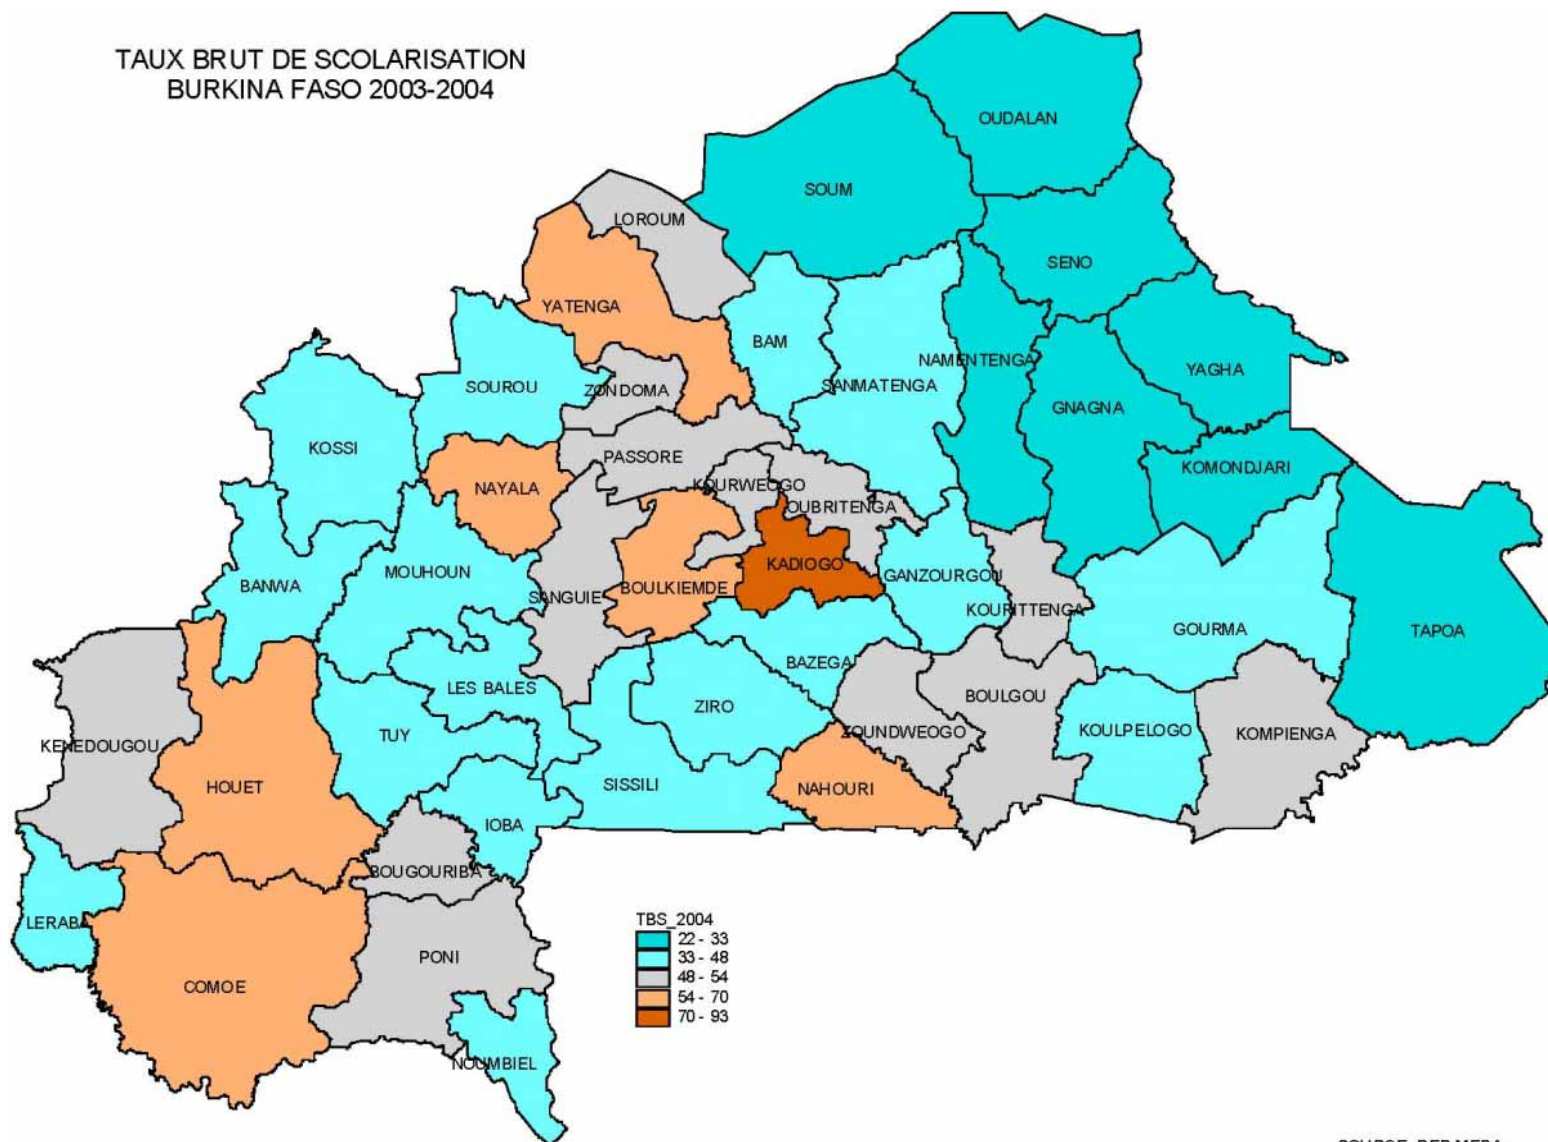 TAUX BRUT DE SCOLARISATION
BURKINA FASO 2003-2004
OUDALAN
SOUM
LOROUM
SENO
YATENGA
BAM
NAMENTENGA
YAGHA
SOUROU
ZONDOMA
SANMATENGA
GNAGNA
KOSSI
PASSORE
KOMONDJARI
NAYALA
KOURWEOGO
OUBRITENGA
BANWA
MOUHOUN
SANGUIE
BOULKIEMDE
KADIOGO
GANZOURGOU
KOURITTENGA
GOURMA
TAPOA
BAZEGA
LES BALES
ZIRO
BOULGOU
KENEDOUGOU
TUY
ZOUNDWEOGO
KOULPELOGO
KOMPIENGA
HOUET
SISSILI
NAHOURI
IOBA
BOUGOURIBA
LERABA
PONI
COMOE
NOUMBIEL
TBS_2004
22 - 33
33 - 48
48 - 54
54 - 70
70 - 93